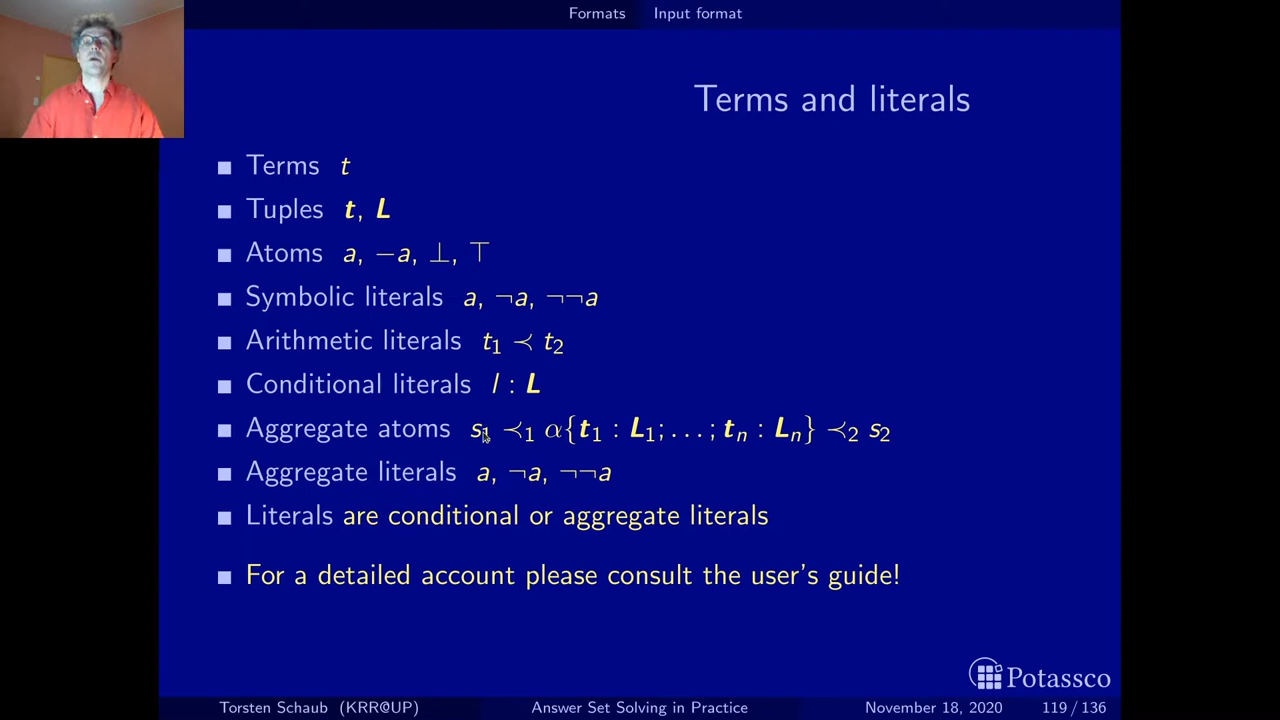 Formats Input format
Terms and literals
Terms t
Tuples t, L
Atoms a, −a, ⊥, ⊤
Symbolic literals a, ¬a, ¬¬a
Arithmetic literals t₁ ≺ t₂
Conditional literals l : L
Aggregate atoms s₁ ≺₁ α{t₁ : L₁; . . . ; tₙ : Lₙ} ≺₂ s₂
Aggregate literals a, ¬a, ¬¬a
Literals are conditional or aggregate literals
For a detailed account please consult the user's guide!
Potassco
Torsten Schaub (KRR@UP) Answer Set Solving in Practice November 18, 2020 119 / 136